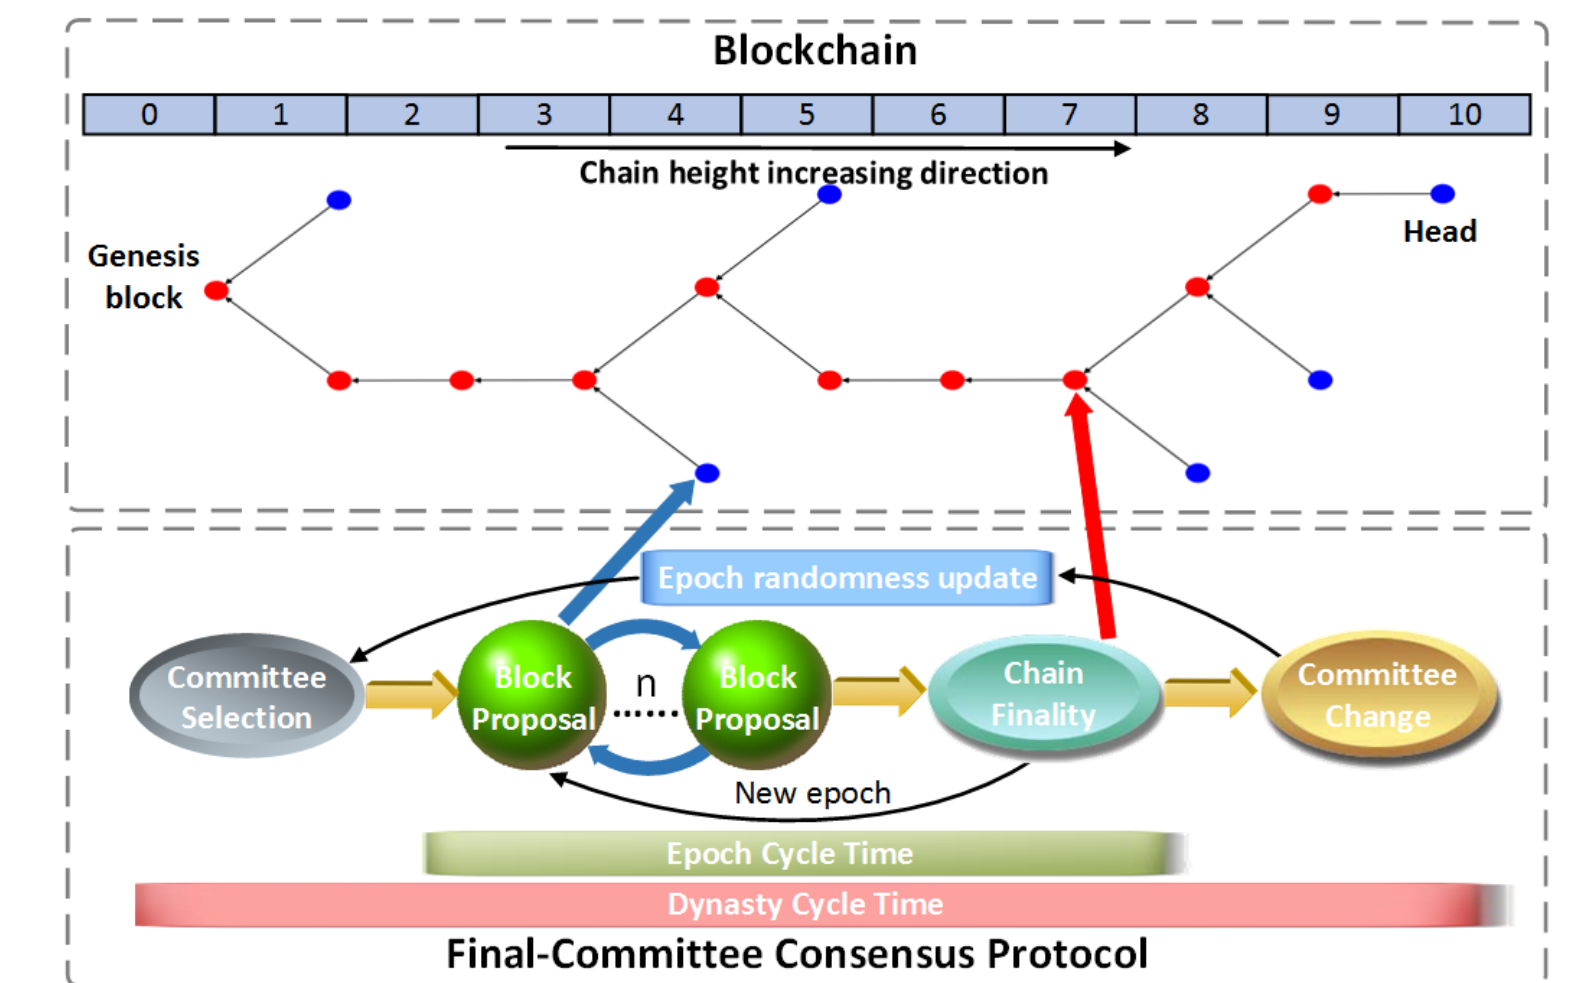 Blockchain
0 1 2 3 4 5 6 7 8 9 10
Chain height increasing direction
Genesis
block
Head
Epoch randomness update
Committee
Selection
Block
Proposal
n
Block
Proposal
Chain
Finality
Committee
Change
New epoch
Epoch Cycle Time
Dynasty Cycle Time
Final-Committee Consensus Protocol